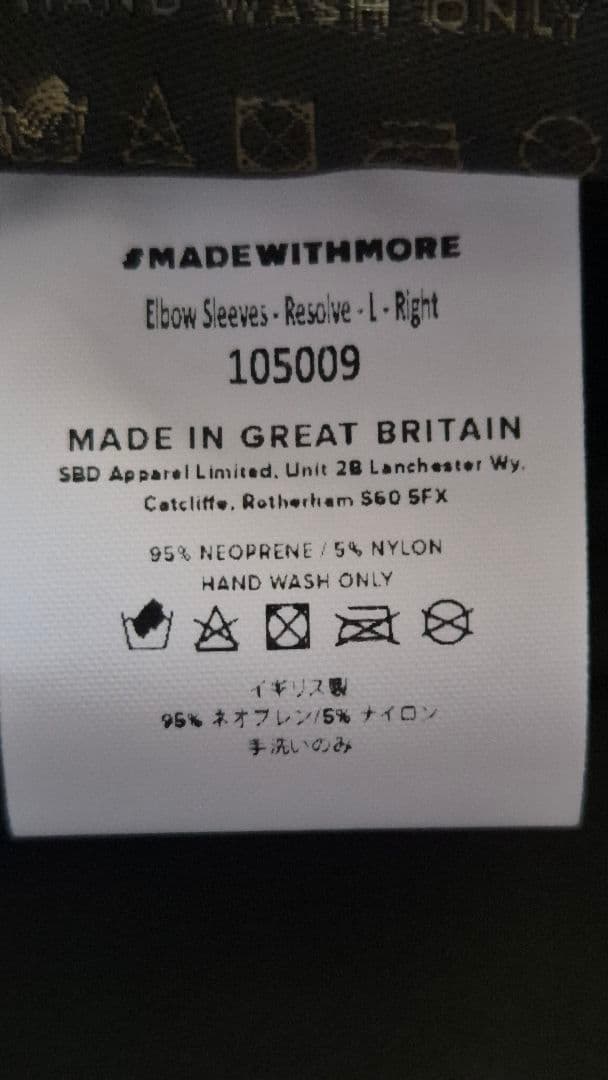 HAND WASH ONLY
#MADEWITHMORE
Elbow Sleeves - Resolve - L - Right
105009
MADE IN GREAT BRITAIN
SBD Apparel Limited, Unit 2B Lanchester Wy,
Catcliffe, Rotherham S60 5FX
95% NEOPRENE / 5% NYLON
HAND WASH ONLY
イギリス製
95% ネオプレン/5% ナイロン
手洗いのみ